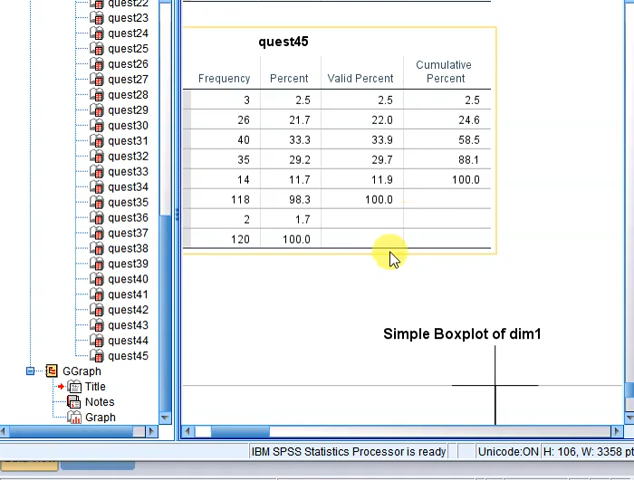 quest22
quest23
quest24
quest25
quest26
quest27
quest28
quest29
quest30
quest31
quest32
quest33
quest34
quest35
quest36
quest37
quest38
quest39
quest40
quest41
quest42
quest43
quest44
quest45
GGraph
Title
Notes
Graph
quest45
Frequency Percent Valid Percent Cumulative Percent
3 2.5 2.5 2.5
26 21.7 22.0 24.6
40 33.3 33.9 58.5
35 29.2 29.7 88.1
14 11.7 11.9 100.0
118 98.3 100.0
2 1.7
120 100.0
Simple Boxplot of dim1
IBM SPSS Statistics Processor is ready Unicode:ON H: 106, W: 3358 pt